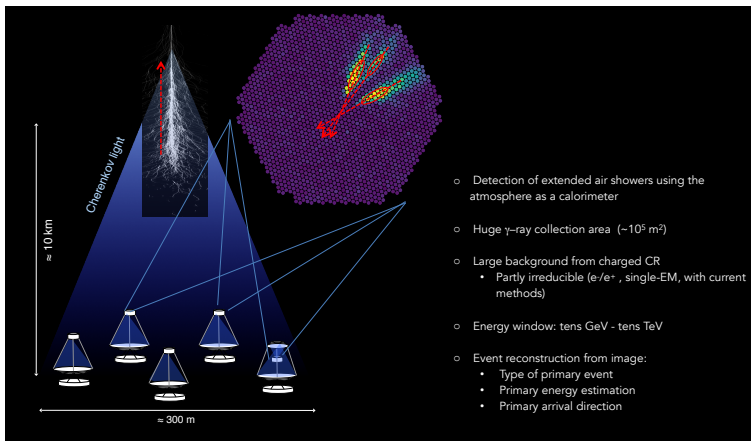 Cherenkov light
≈ 10 km
≈ 300 m
○ Detection of extended air showers using the
atmosphere as a calorimeter
○ Huge γ–ray collection area (~10⁵ m²)
○ Large background from charged CR
• Partly irreducible (e⁻/e⁺ , single-EM, with current
methods)
○ Energy window: tens GeV - tens TeV
○ Event reconstruction from image:
• Type of primary event
• Primary energy estimation
• Primary arrival direction